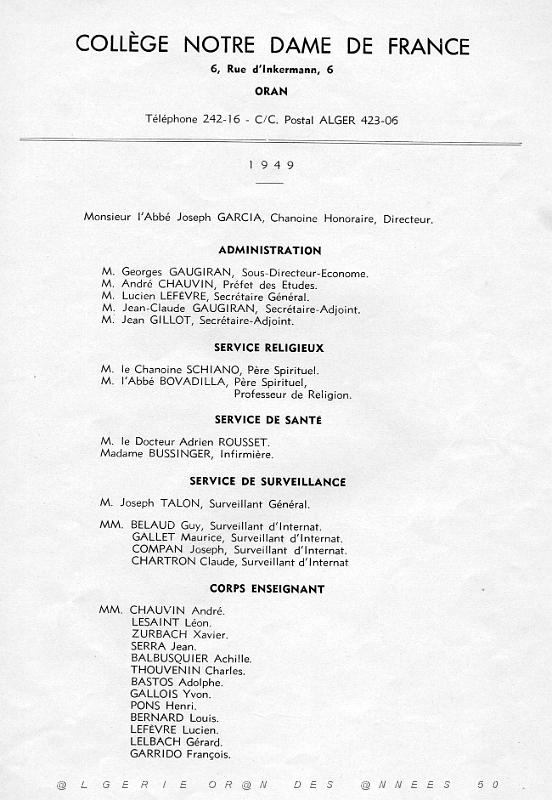 COLLÈGE NOTRE DAME DE FRANCE
6, Rue d'Inkermann, 6
ORAN
Téléphone 242-16 - C/C. Postal ALGER 423-06
1949
Monsieur l'Abbé Joseph GARCIA, Chanoine Honoraire, Directeur.
ADMINISTRATION
M. Georges GAUGIRAN, Sous-Directeur-Econome.
M. André CHAUVIN, Préfet des Etudes.
M. Lucien LEFÈVRE, Secrétaire Général.
M. Jean-Claude GAUGIRAN, Secrétaire-Adjoint.
M. Jean GILLOT, Secrétaire-Adjoint.
SERVICE RELIGIEUX
M. le Chanoine SCHIANO, Père Spirituel.
M. l'Abbé BOVADILLA, Père Spirituel,
Professeur de Religion.
SERVICE DE SANTÉ
M. le Docteur Adrien ROUSSET.
Madame BUSSINGER, Infirmière.
SERVICE DE SURVEILLANCE
M. Joseph TALON, Surveillant Général.
MM. BELAUD Guy, Surveillant d'Internat.
GALLET Maurice, Surveillant d'Internat.
COMPAN Joseph, Surveillant d'Internat.
CHARTRON Claude, Surveillant d'Internat
CORPS ENSEIGNANT
MM. CHAUVIN André.
LESAINT Léon.
ZURBACH Xavier.
SERRA Jean.
BALBUSQUIER Achille.
THOUVENIN Charles.
BASTOS Adolphe.
GALLOIS Yvon.
PONS Henri.
BERNARD Louis.
LEFÈVRE Lucien.
LELBACH Gérard.
GARRIDO François.
@LGERIE OR@N DES @NNEES 50